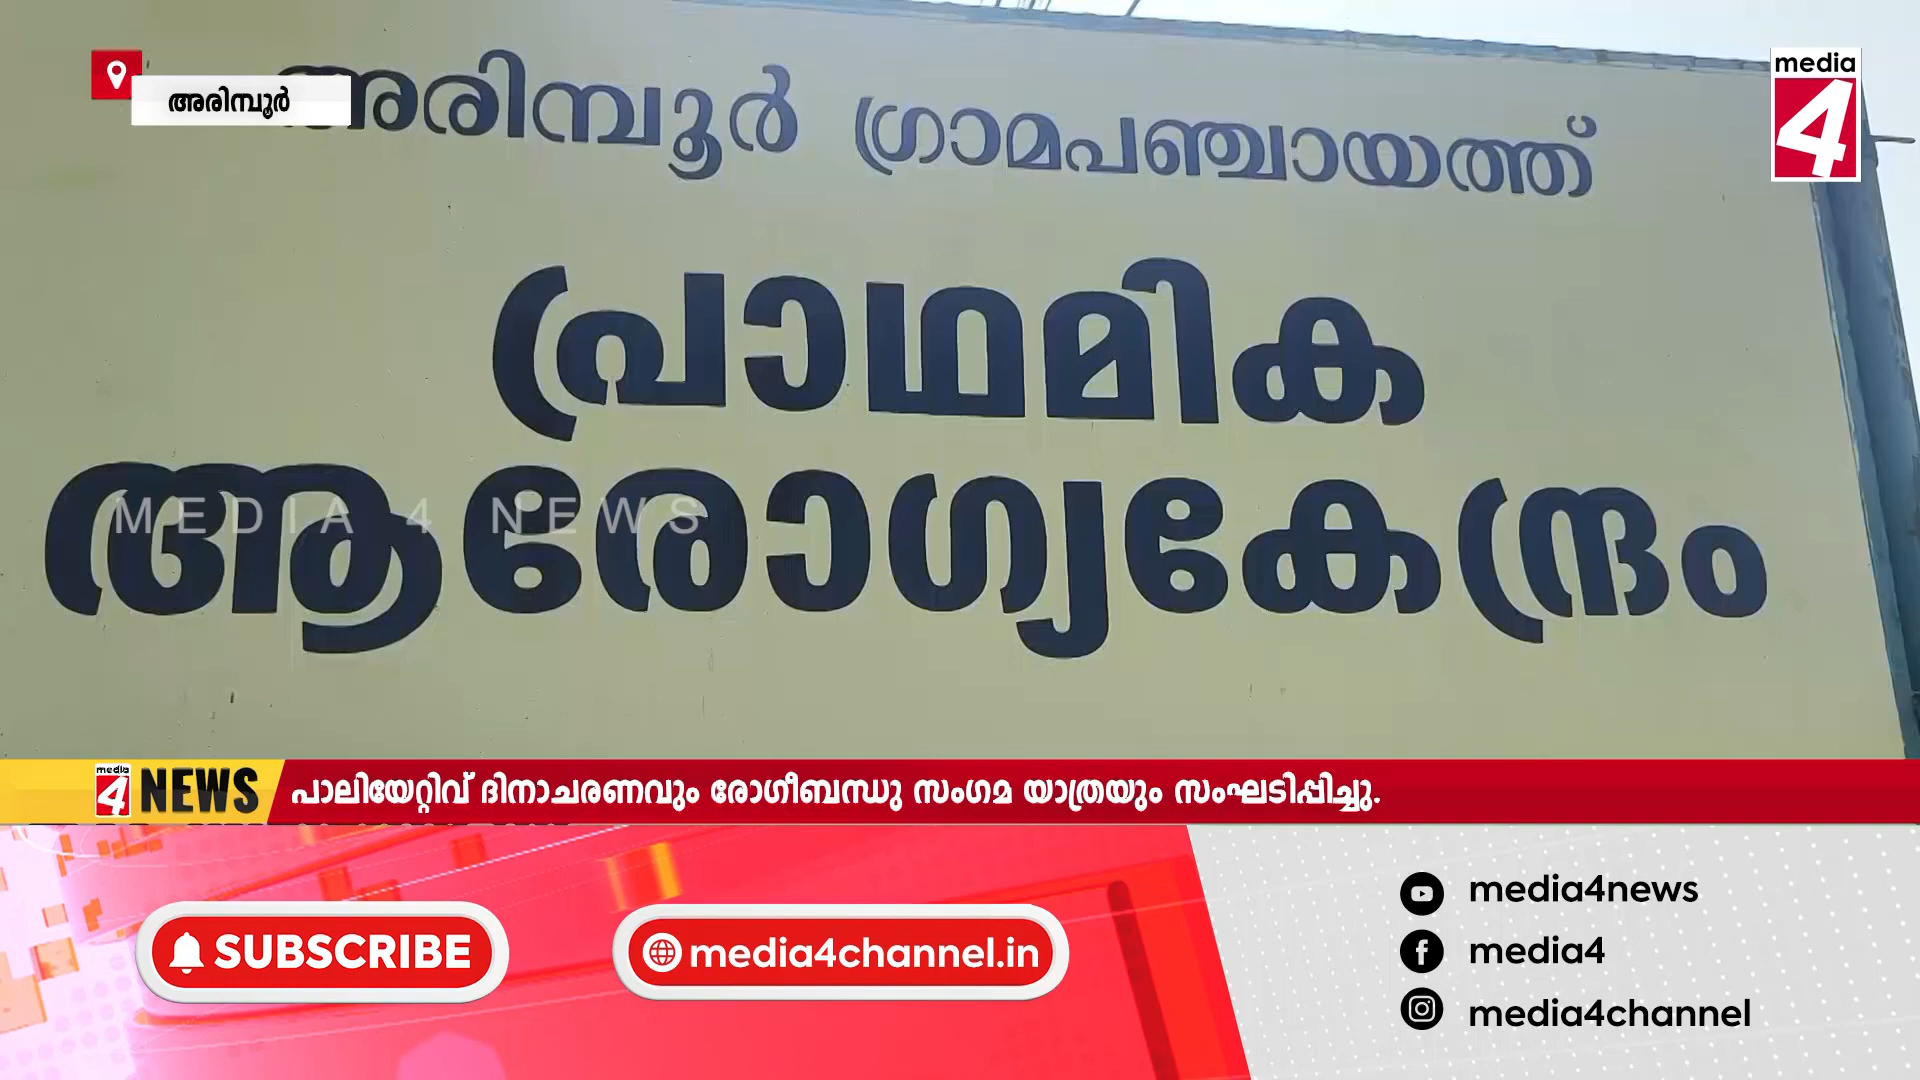 media
4
അരിമ്പൂർ
അരിമ്പൂർ ഗ്രാമപഞ്ചായത്ത്
പ്രാഥമിക
ആരോഗ്യകേന്ദ്രം
MEDIA 4 NEWS
media
4 NEWS
പാലിയേറ്റിവ് ദിനാചരണവും രോഗീബന്ധു സംഗമ യാത്രയും സംഘടിപ്പിച്ചു.
SUBSCRIBE
media4channel.in
media4news
media4
media4channel